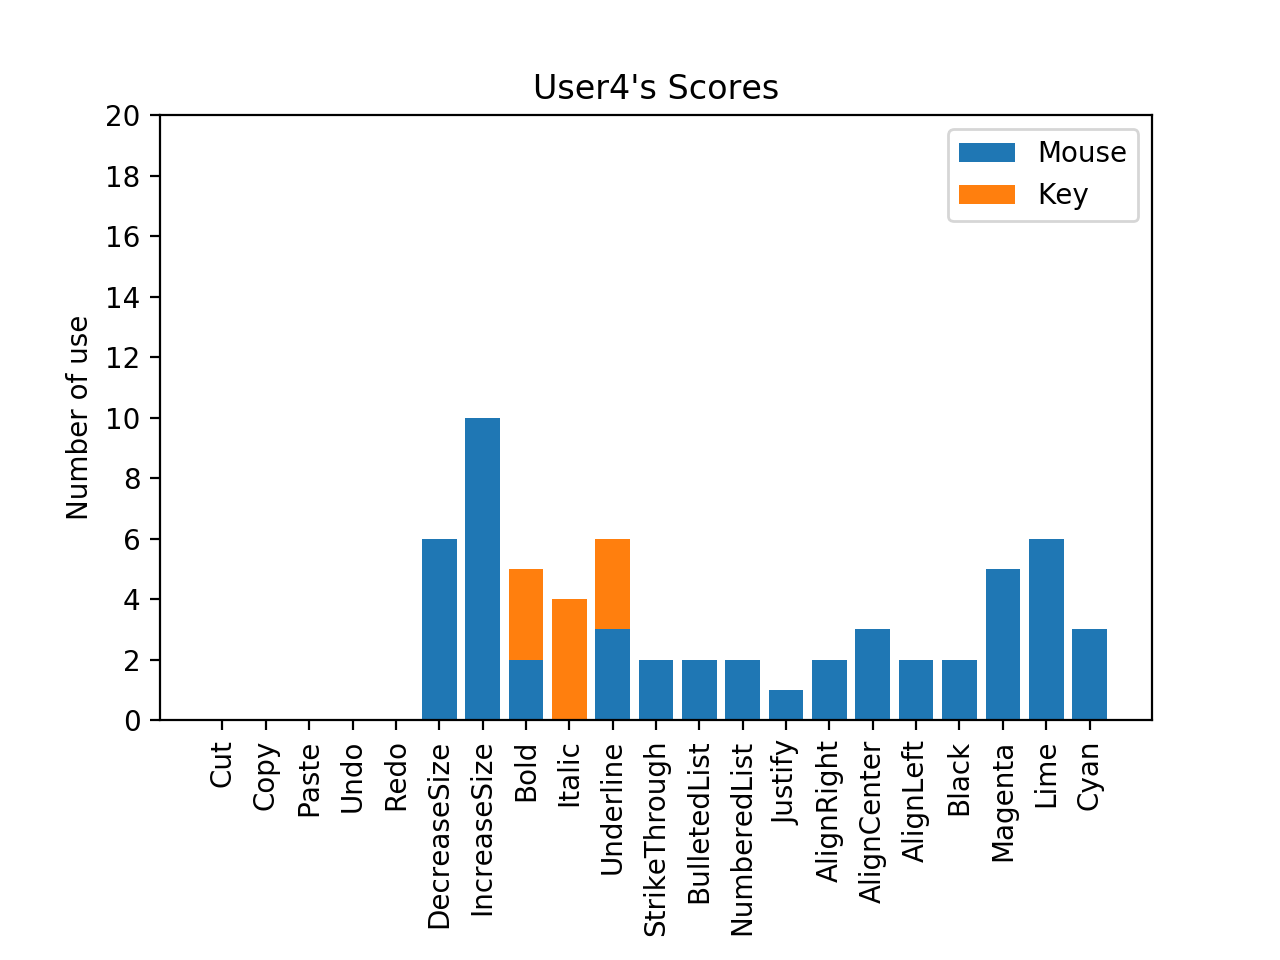 User4's Scores
Mouse
Key
Number of use
20
18
16
14
12
10
8
6
4
2
0
Cut
Copy
Paste
Undo
Redo
DecreaseSize
IncreaseSize
Bold
Italic
Underline
StrikeThrough
BulletedList
NumberedList
Justify
AlignRight
AlignCenter
AlignLeft
Black
Magenta
Lime
Cyan